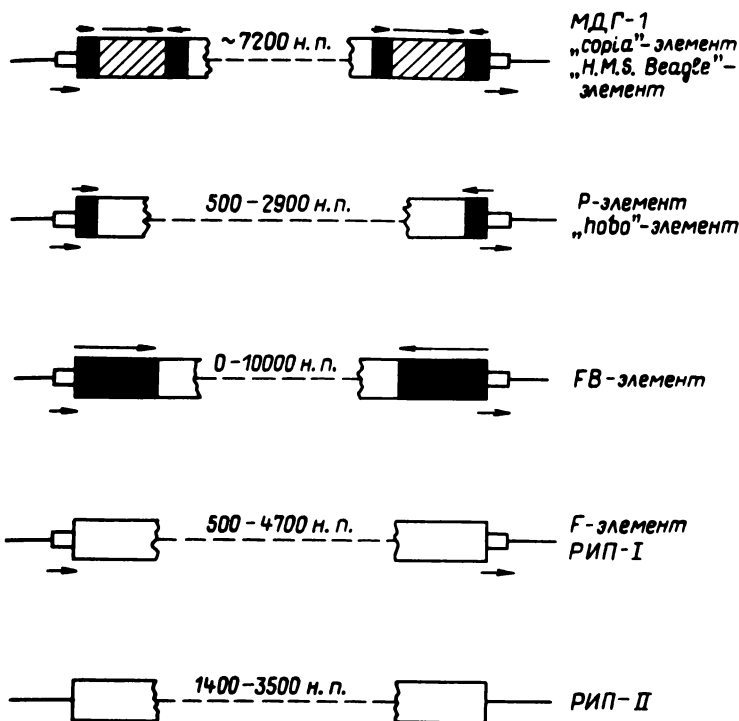 ~7200 н. п.
МДГ-1
„copia"-элемент
„H.M.S. Beagle"-
элемент
500-2900 н.п.
P-элемент
„hobo"-элемент
0-10000 н. п.
FB-элемент
500-4700 н. п.
F-элемент
РИП-I
1400-3500 н. п.
РИП-II